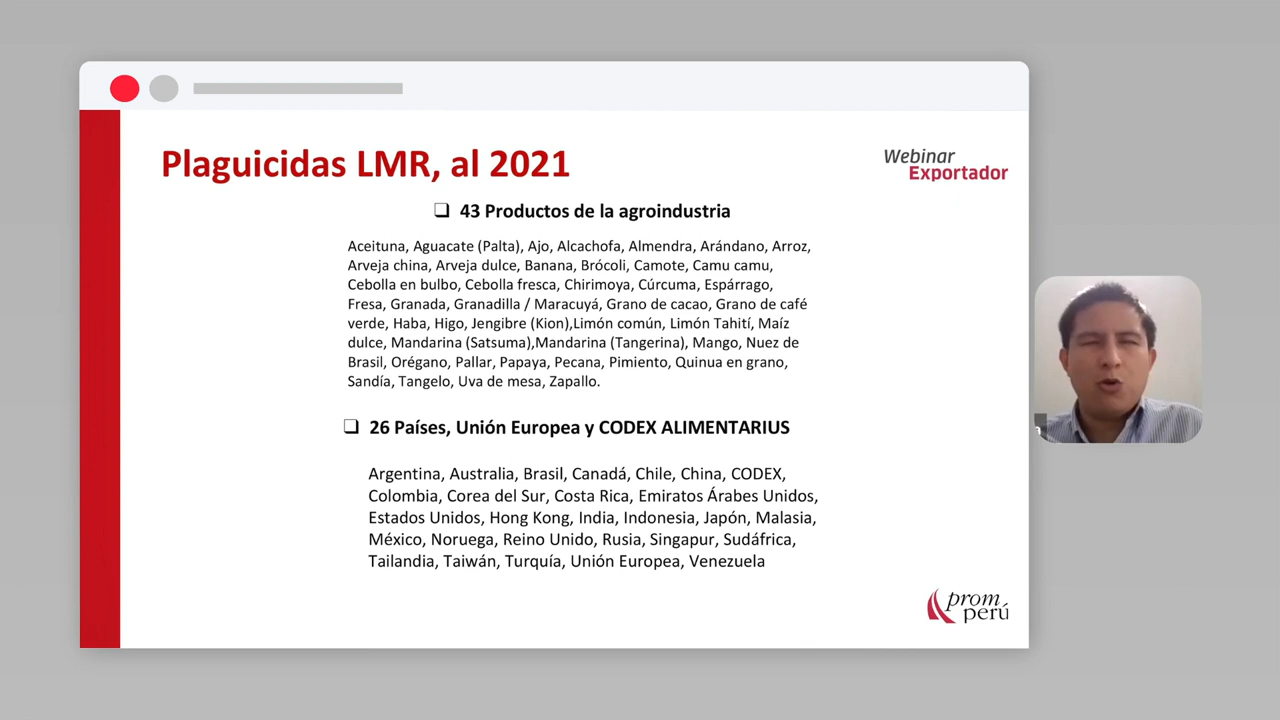 Plaguicidas LMR, al 2021
Webinar
Exportador
❑ 43 Productos de la agroindustria
Aceituna, Aguacate (Palta), Ajo, Alcachofa, Almendra, Arándano, Arroz,
Arveja china, Arveja dulce, Banana, Brócoli, Camote, Camu camu,
Cebolla en bulbo, Cebolla fresca, Chirimoya, Cúrcuma, Espárrago,
Fresa, Granada, Granadilla / Maracuyá, Grano de cacao, Grano de café
verde, Haba, Higo, Jengibre (Kion),Limón común, Limón Tahití, Maíz
dulce, Mandarina (Satsuma),Mandarina (Tangerina), Mango, Nuez de
Brasil, Orégano, Pallar, Papaya, Pecana, Pimiento, Quinua en grano,
Sandía, Tangelo, Uva de mesa, Zapallo.
❑ 26 Países, Unión Europea y CODEX ALIMENTARIUS
Argentina, Australia, Brasil, Canadá, Chile, China, CODEX,
Colombia, Corea del Sur, Costa Rica, Emiratos Árabes Unidos,
Estados Unidos, Hong Kong, India, Indonesia, Japón, Malasia,
México, Noruega, Reino Unido, Rusia, Singapur, Sudáfrica,
Tailandia, Taiwán, Turquía, Unión Europea, Venezuela
prom
perú